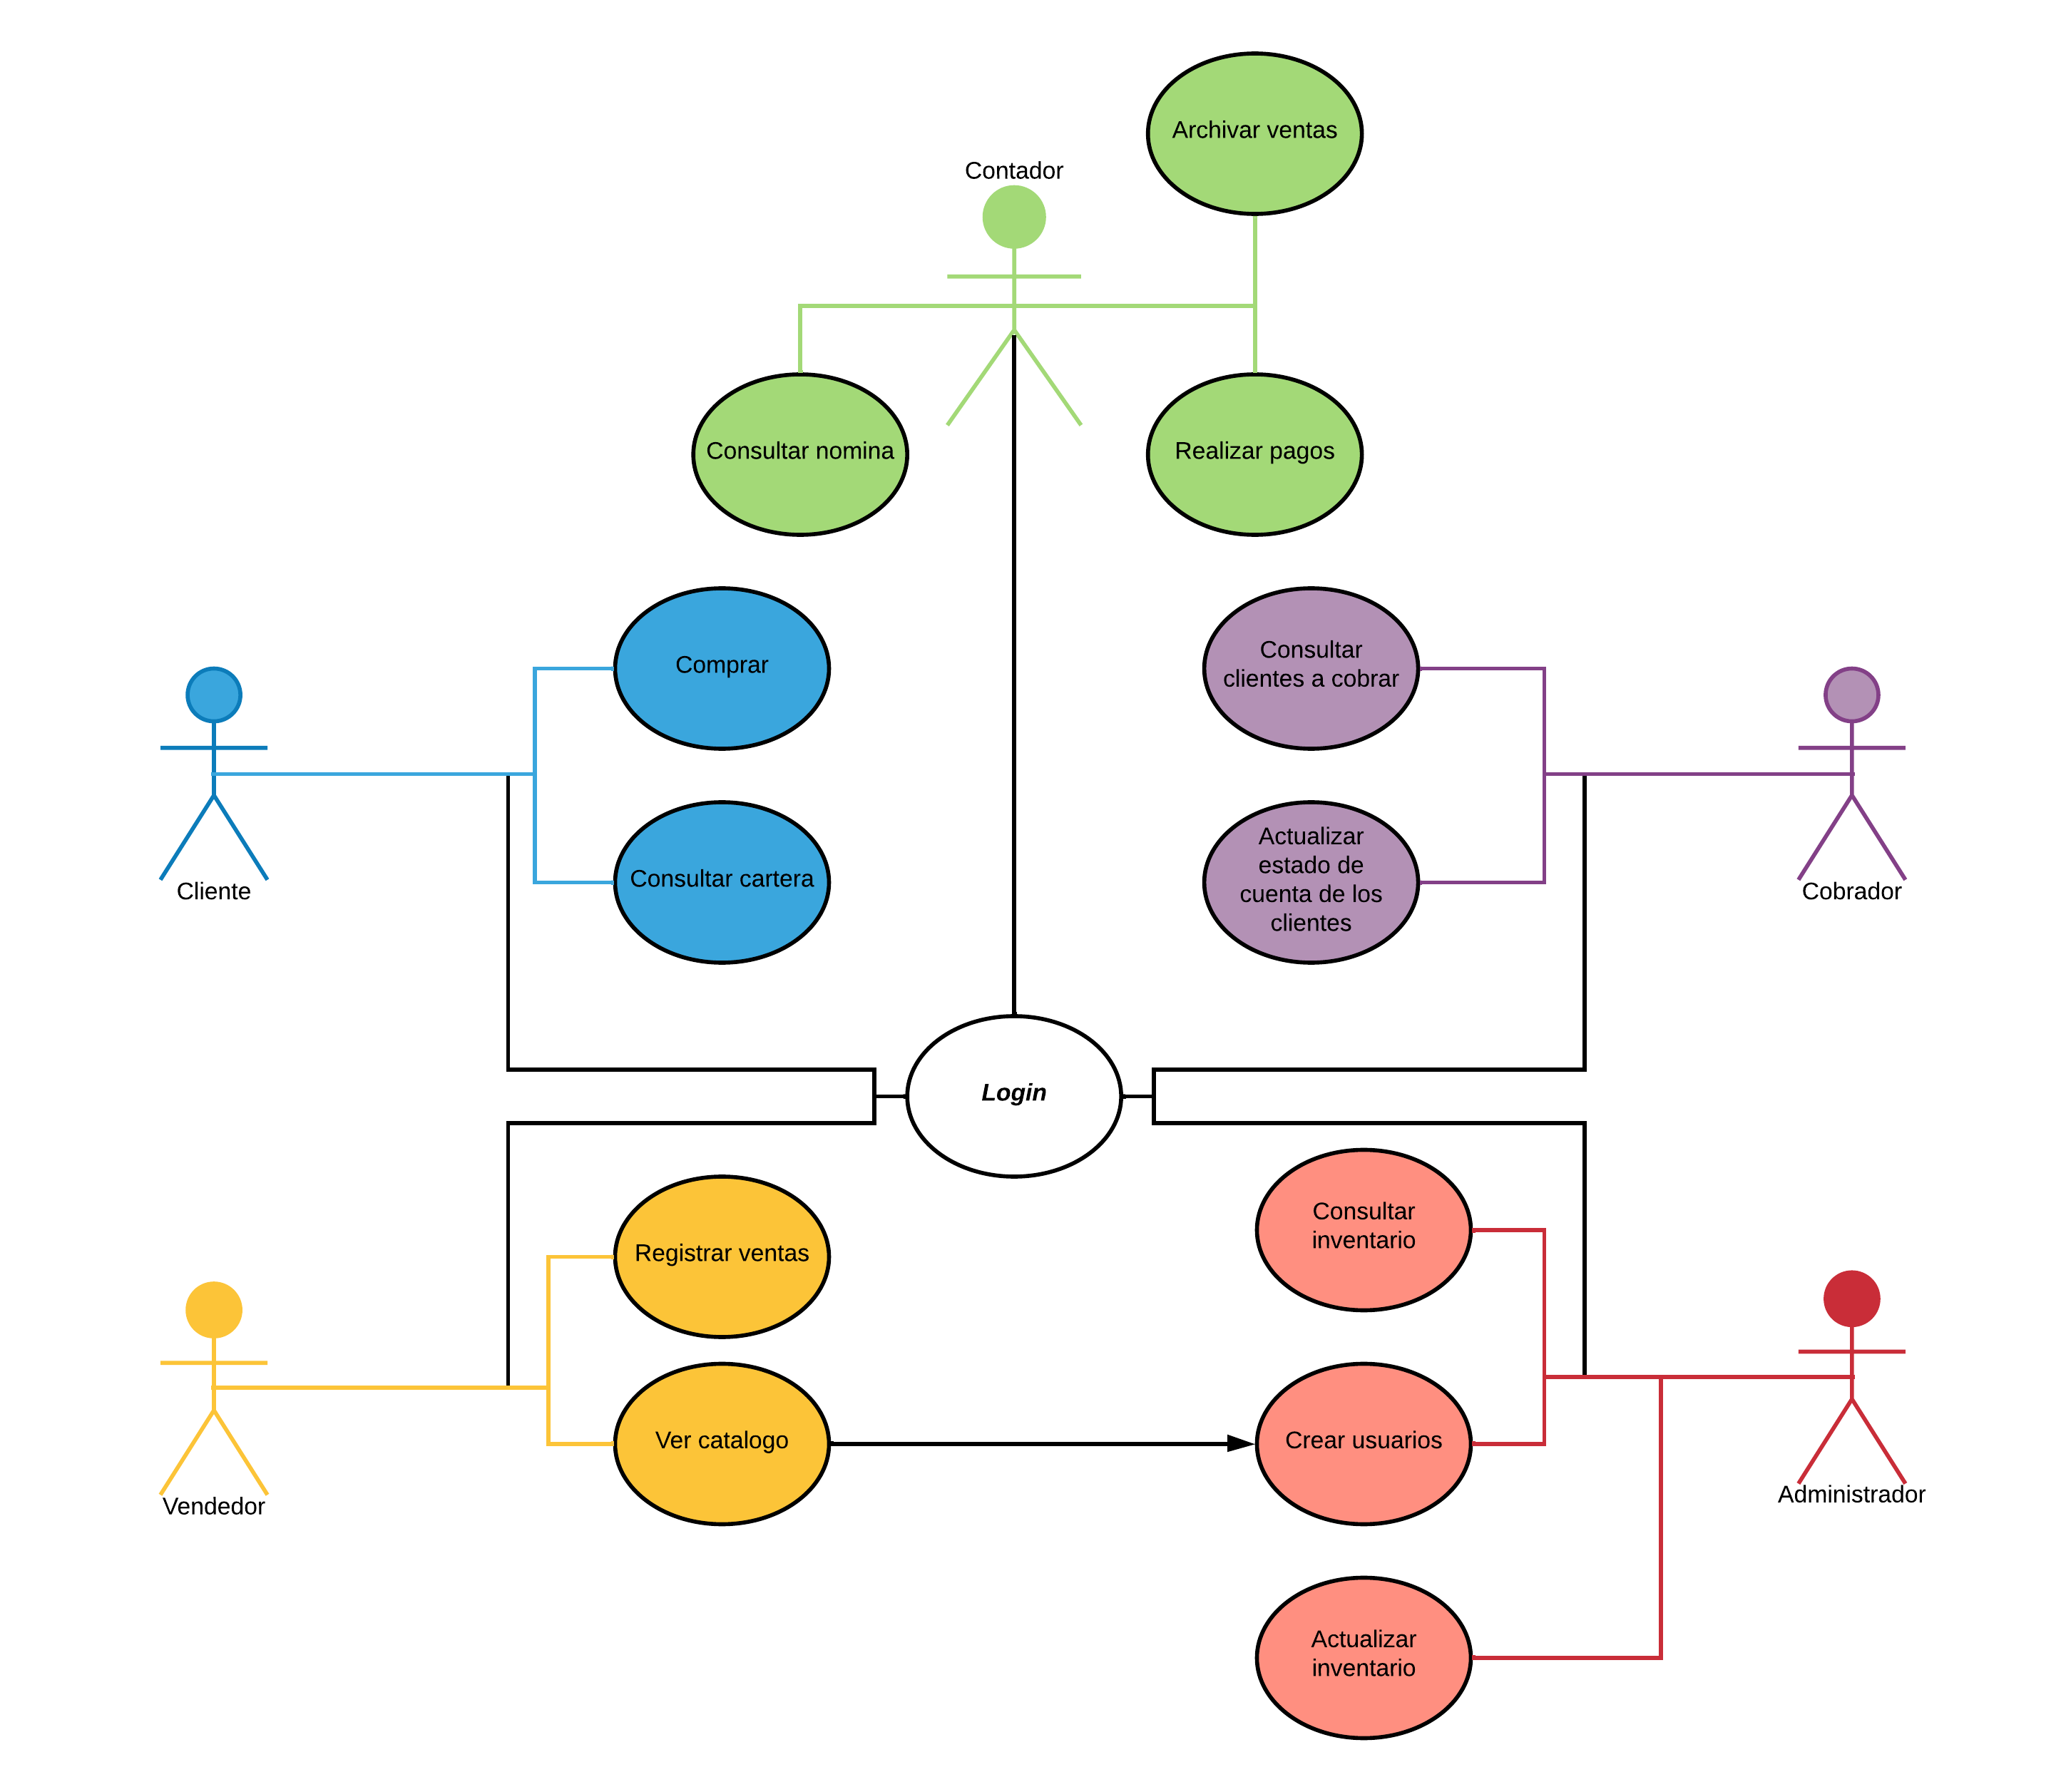 Archivar ventas
Contador
Consultar nomina
Realizar pagos
Comprar
Consultar
clientes a cobrar
Consultar cartera
Actualizar
estado de
cuenta de los
clientes
Cliente
Cobrador
Login
Registrar ventas
Consultar
inventario
Ver catalogo
Crear usuarios
Vendedor
Administrador
Actualizar
inventario